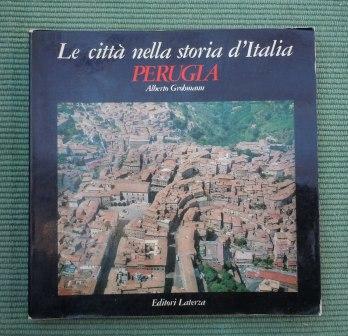 Le città nella storia d'Italia
PERUGIA
Alberto Grohmann
Editori Laterza